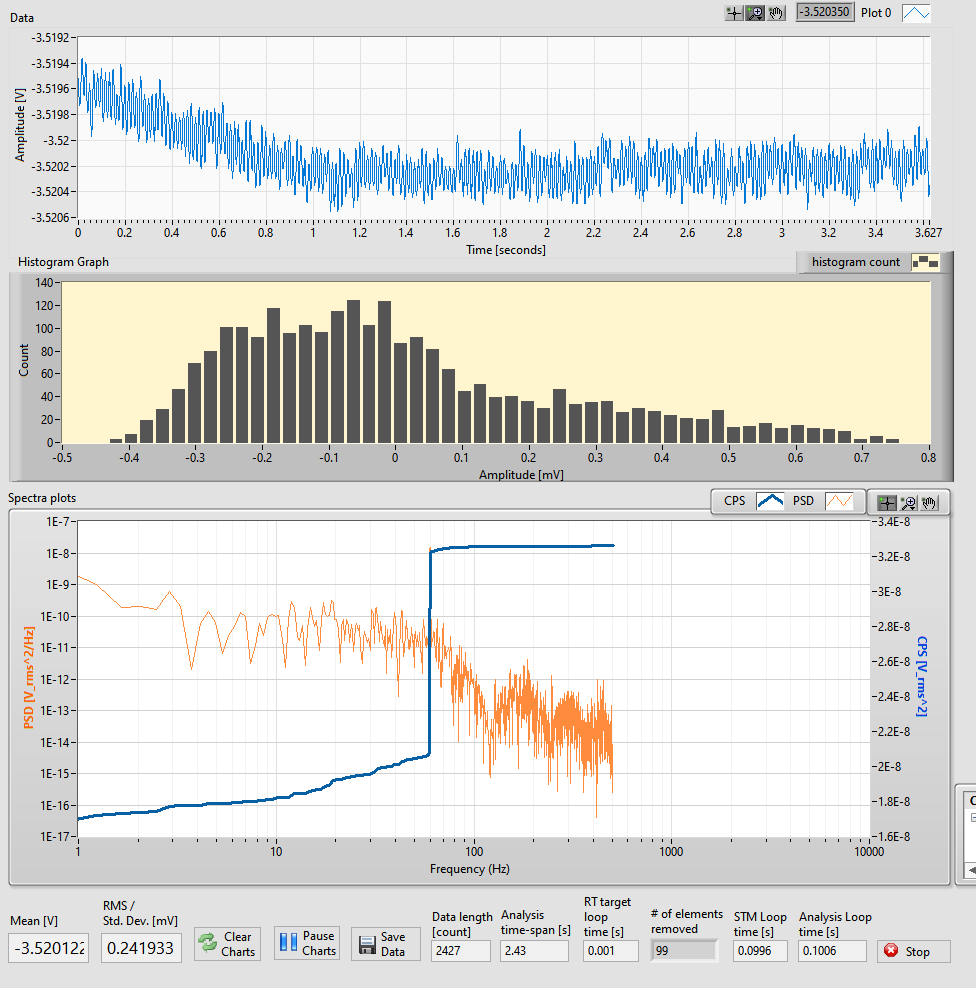 Data
-3.520350 Plot 0
-3.5192
-3.5194
-3.5196
-3.5198
-3.52
-3.5202
-3.5204
-3.5206
Amplitude [V]
0 0.2 0.4 0.6 0.8 1 1.2 1.4 1.6 1.8 2 2.2 2.4 2.6 2.8 3 3.2 3.4 3.627
Time [seconds]
Histogram Graph
histogram count
140
120
100
80
60
40
20
0
Count
-0.5 -0.4 -0.3 -0.2 -0.1 0 0.1 0.2 0.3 0.4 0.5 0.6 0.7 0.8
Amplitude [mV]
Spectra plots
CPS PSD
1E-7
1E-8
1E-9
1E-10
1E-11
1E-12
1E-13
1E-14
1E-15
1E-16
1E-17
PSD [V_rms^2/Hz]
3.4E-8
3.2E-8
3E-8
2.8E-8
2.6E-8
2.4E-8
2.2E-8
2E-8
1.8E-8
1.6E-8
CPS [V_rms^2]
1 10 100 1000 10000
Frequency (Hz)
Mean [V]
-3.520122
RMS /
Std. Dev. [mV]
0.241933
Clear
Charts
Pause
Charts
Save
Data
Data length
[count]
2427
Analysis
time-span [s]
2.43
RT target
loop
time [s]
0.001
# of elements
removed
99
STM Loop
time [s]
0.0996
Analysis Loop
time [s]
0.1006
Stop